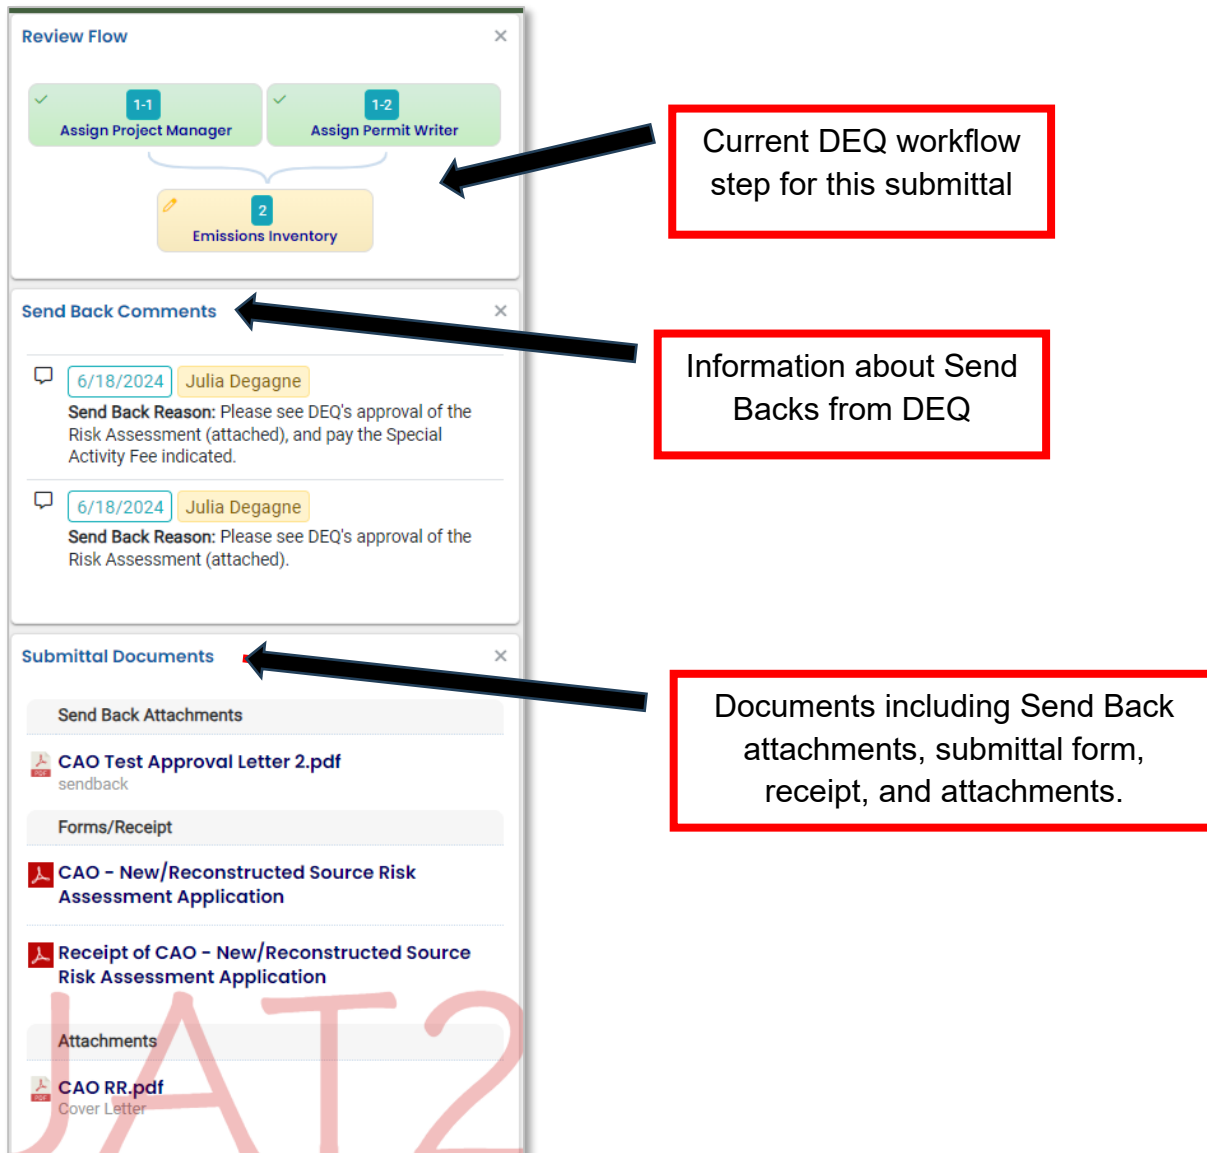 Review Flow
1-1
Assign Project Manager
1-2
Assign Permit Writer
2
Emissions Inventory
Current DEQ workflow
step for this submittal
Send Back Comments
Information about Send
Backs from DEQ
6/18/2024 Julia Degagne
Send Back Reason: Please see DEQ's approval of the
Risk Assessment (attached), and pay the Special
Activity Fee indicated.
6/18/2024 Julia Degagne
Send Back Reason: Please see DEQ's approval of the
Risk Assessment (attached).
Submittal Documents
Documents including Send Back
attachments, submittal form,
receipt, and attachments.
Send Back Attachments
PDF
CAO Test Approval Letter 2.pdf
sendback
Forms/Receipt
CAO - New/Reconstructed Source Risk
Assessment Application
Receipt of CAO - New/Reconstructed Source
Risk Assessment Application
Attachments
PDF
CAO RR.pdf
Cover Letter
JAT2